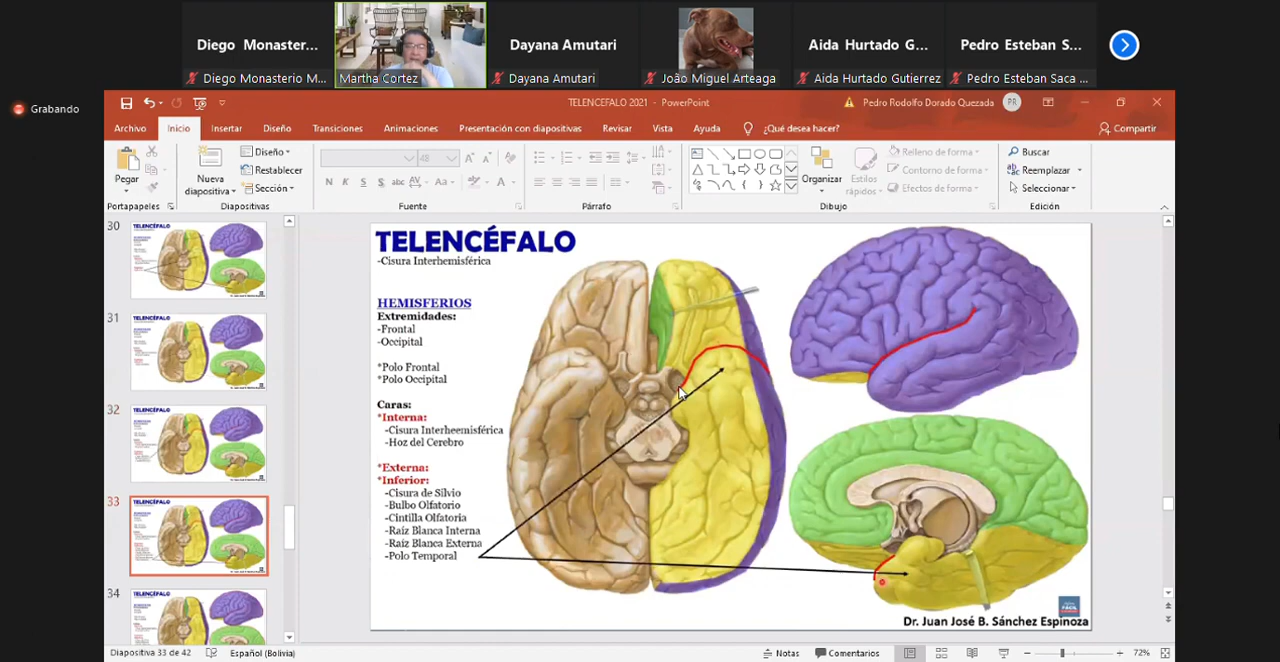 Diego Monaster...
Dayana Amutari
Aida Hurtado G...
Pedro Esteban S...
Diego Monasterio M...
Martha Cortez
Dayana Amutari
João Miguel Arteaga
Aida Hurtado Gutierrez
Pedro Esteban Saca ...
Grabando
TELENCEFALO 2021 - PowerPoint
Pedro Rodolfo Dorado Quezada
PR
Archivo
Inicio
Insertar
Diseño
Transiciones
Animaciones
Presentación con diapositivas
Revisar
Vista
Ayuda
¿Qué desea hacer?
Compartir
Pegar
Nueva
diapositiva
Diseño
Restablecer
Sección
48
N K S S abc AV Aa
A
Organizar
Estilos
rápidos
Relleno de forma
Contorno de forma
Efectos de forma
Buscar
Reemplazar
Seleccionar
Portapapeles
Diapositivas
Fuente
Párrafo
Dibujo
Edición
30
31
32
33
34
TELENCÉFALO
-Cisura Interhemisférica
HEMISFERIOS
Extremidades:
-Frontal
-Occipital
*Polo Frontal
*Polo Occipital
Caras:
*Interna:
-Cisura Interheemisférica
-Hoz del Cerebro
*Externa:
*Inferior:
-Cisura de Silvio
-Bulbo Olfatorio
-Cintilla Olfatoria
-Raíz Blanca Interna
-Raíz Blanca Externa
-Polo Temporal
Dr. Juan José B. Sánchez Espinoza
Diapositiva 33 de 42
Español (Bolivia)
Notas
Comentarios
72%